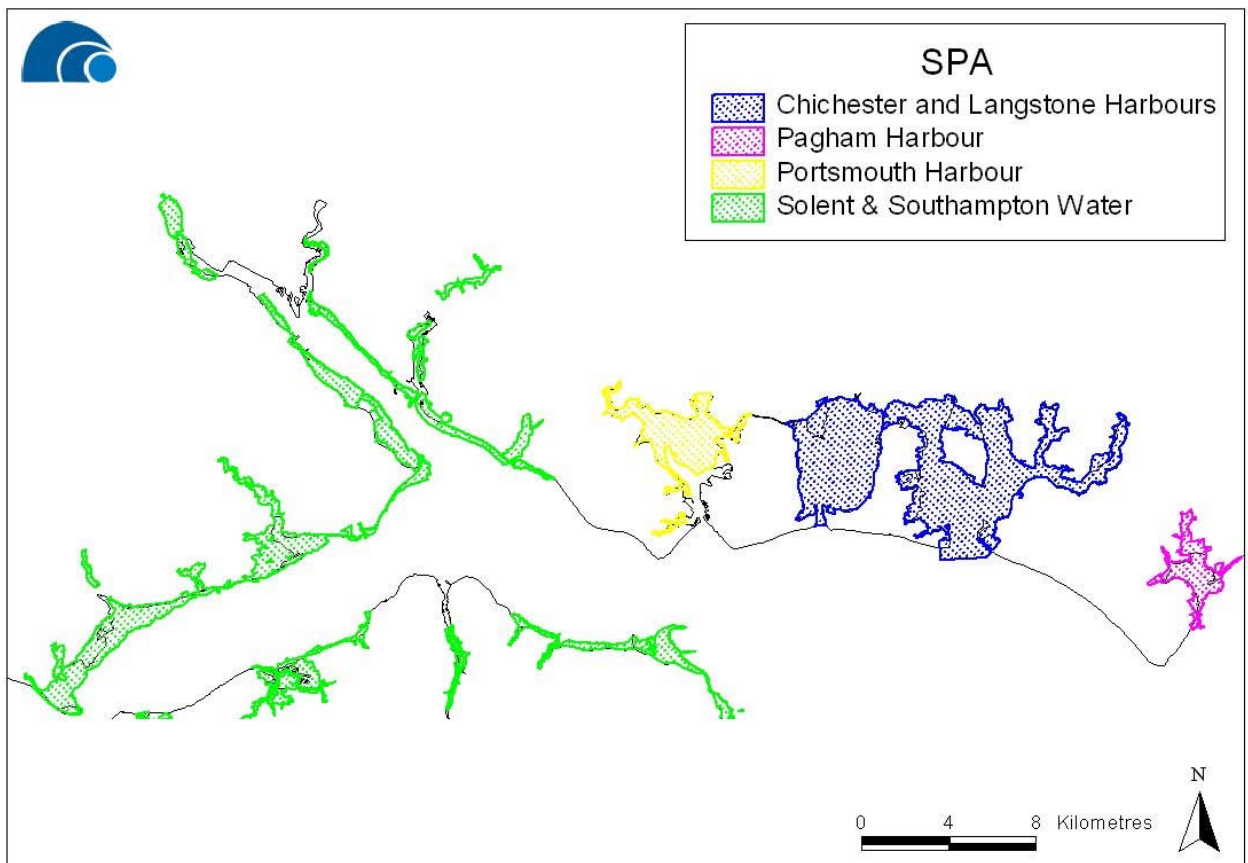 SPA
Chichester and Langstone Harbours
Pagham Harbour
Portsmouth Harbour
Solent & Southampton Water
N
0 4 8 Kilometres